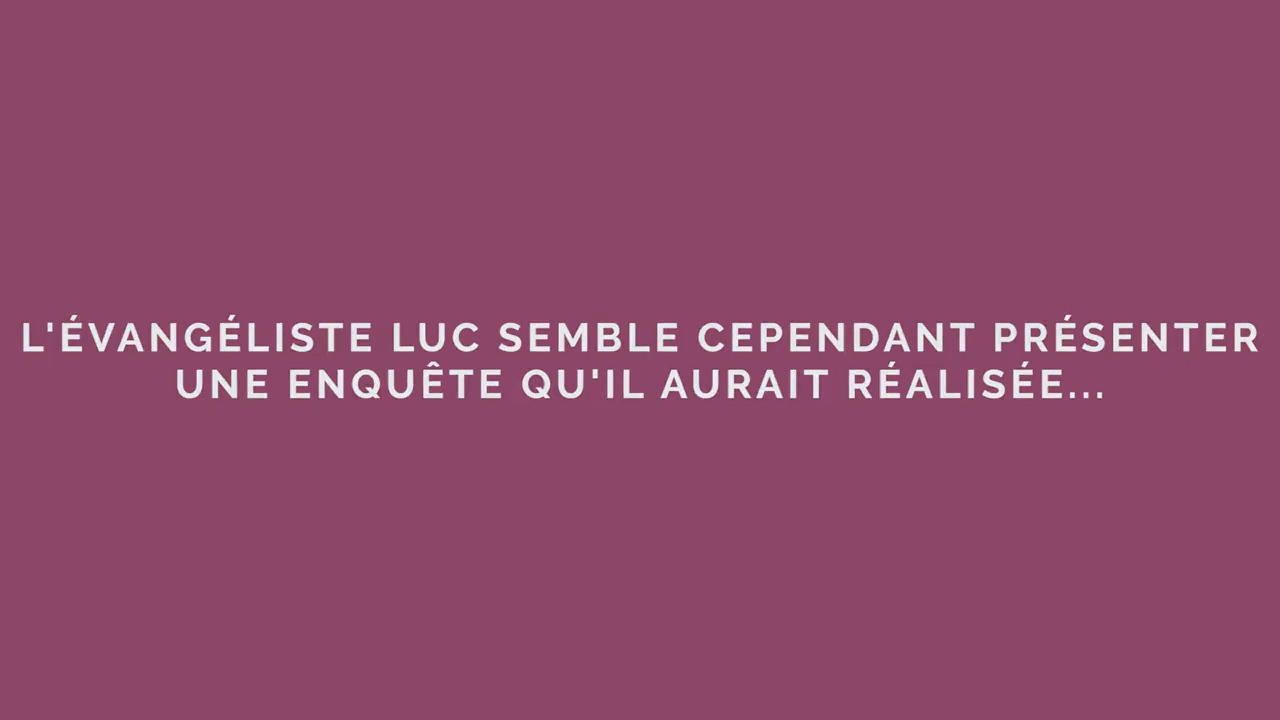 L'ÉVANGÉLISTE LUC SEMBLE CEPENDANT PRÉSENTER
UNE ENQUÊTE QU'IL AURAIT RÉALISÉE...